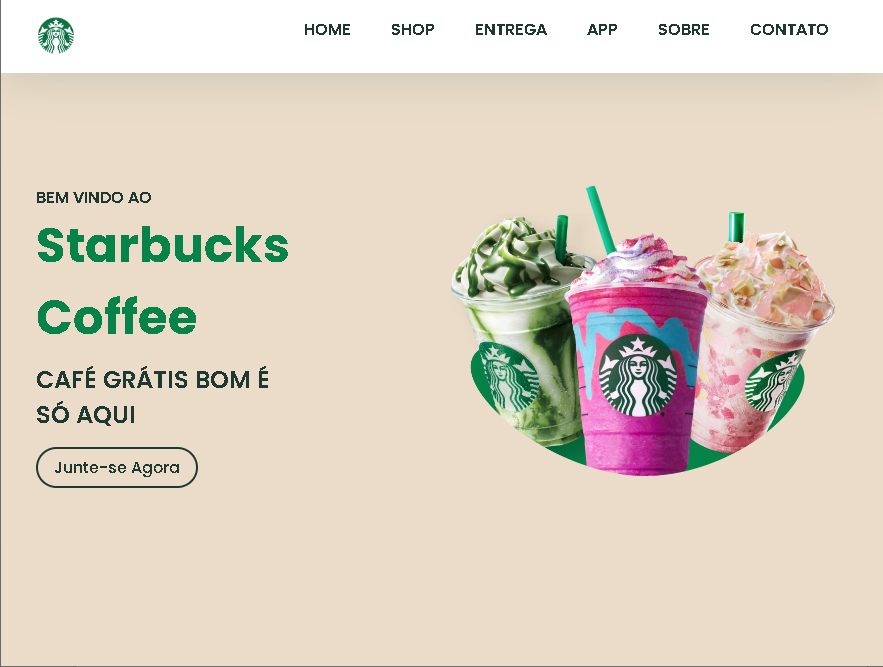 HOME SHOP ENTREGA APP SOBRE CONTATO
BEM VINDO AO
Starbucks
Coffee
CAFÉ GRÁTIS BOM É
SÓ AQUI
Junte-se Agora